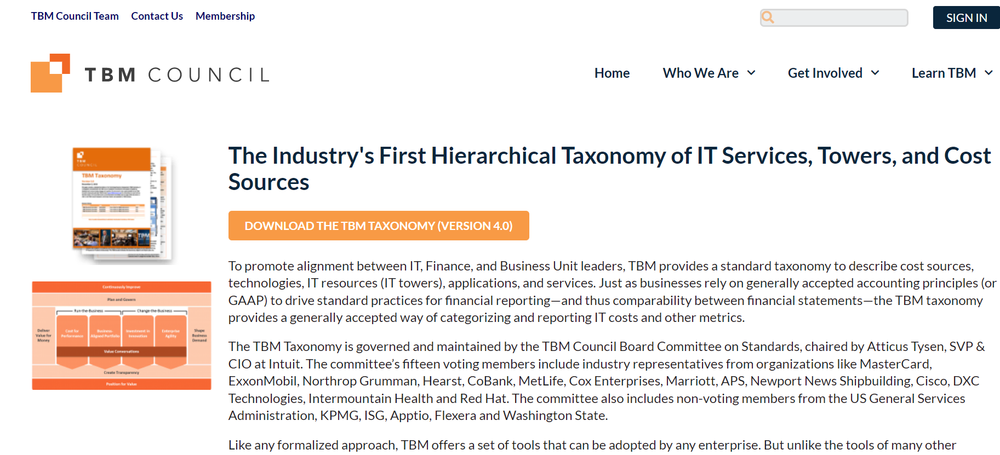 TBM Council Team Contact Us Membership
SIGN IN
TBM COUNCIL
Home Who We Are Get Involved Learn TBM
TBM
COUNCIL
TBM Taxonomy
The Industry's First Hierarchical Taxonomy of IT Services, Towers, and Cost
Sources
DOWNLOAD THE TBM TAXONOMY (VERSION 4.0)
To promote alignment between IT, Finance, and Business Unit leaders, TBM provides a standard taxonomy to describe cost sources,
technologies, IT resources (IT towers), applications, and services. Just as businesses rely on generally accepted accounting principles (or
GAAP) to drive standard practices for financial reporting—and thus comparability between financial statements—the TBM taxonomy
provides a generally accepted way of categorizing and reporting IT costs and other metrics.
The TBM Taxonomy is governed and maintained by the TBM Council Board Committee on Standards, chaired by Atticus Tysen, SVP &
CIO at Intuit. The committee’s fifteen voting members include industry representatives from organizations like MasterCard,
ExxonMobil, Northrop Grumman, Hearst, CoBank, MetLife, Cox Enterprises, Marriott, APS, Newport News Shipbuilding, Cisco, DXC
Technologies, Intermountain Health and Red Hat. The committee also includes non-voting members from the US General Services
Administration, KPMG, ISG, Apptio, Flexera and Washington State.
Like any formalized approach, TBM offers a set of tools that can be adopted by any enterprise. But unlike the tools of many other
Continuously Improve
Plan and Govern
Run-the-Business Change-the-Business
Deliver
Value for
Money
Cost for
Performance
Business-
Aligned Portfolio
Investment in
Innovation
Enterprise
Agility
Shape
Business
Demand
Value Conversations
Create Transparency
Position for Value